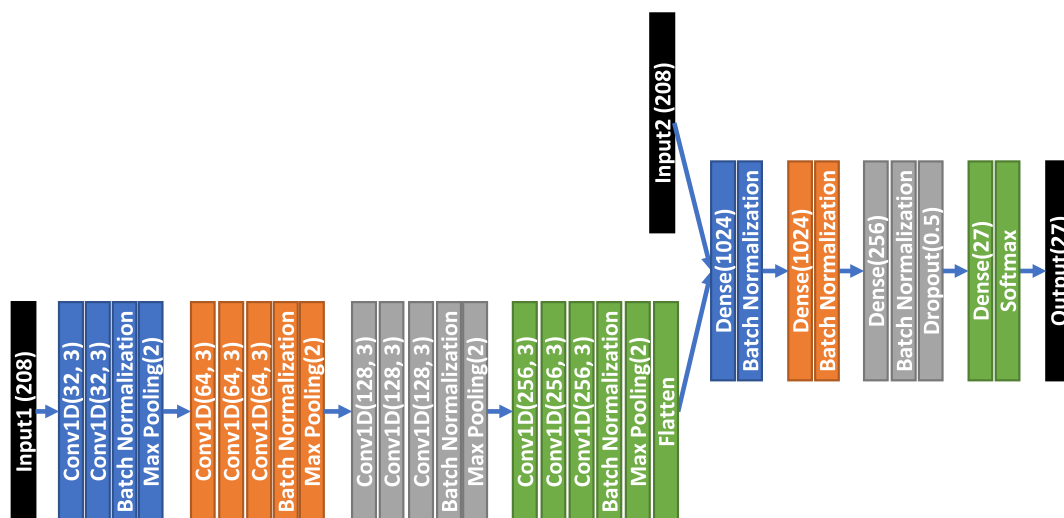 Input1 (208)
Conv1D(32, 3)
Conv1D(32, 3)
Batch Normalization
Max Pooling(2)
Conv1D(64, 3)
Conv1D(64, 3)
Conv1D(64, 3)
Batch Normalization
Max Pooling(2)
Conv1D(128, 3)
Conv1D(128, 3)
Conv1D(128, 3)
Batch Normalization
Max Pooling(2)
Conv1D(256, 3)
Conv1D(256, 3)
Conv1D(256, 3)
Batch Normalization
Max Pooling(2)
Flatten
Input2 (208)
Dense(1024)
Batch Normalization
Dense(1024)
Batch Normalization
Dense(256)
Batch Normalization
Dropout(0.5)
Dense(27)
Softmax
Output(27)